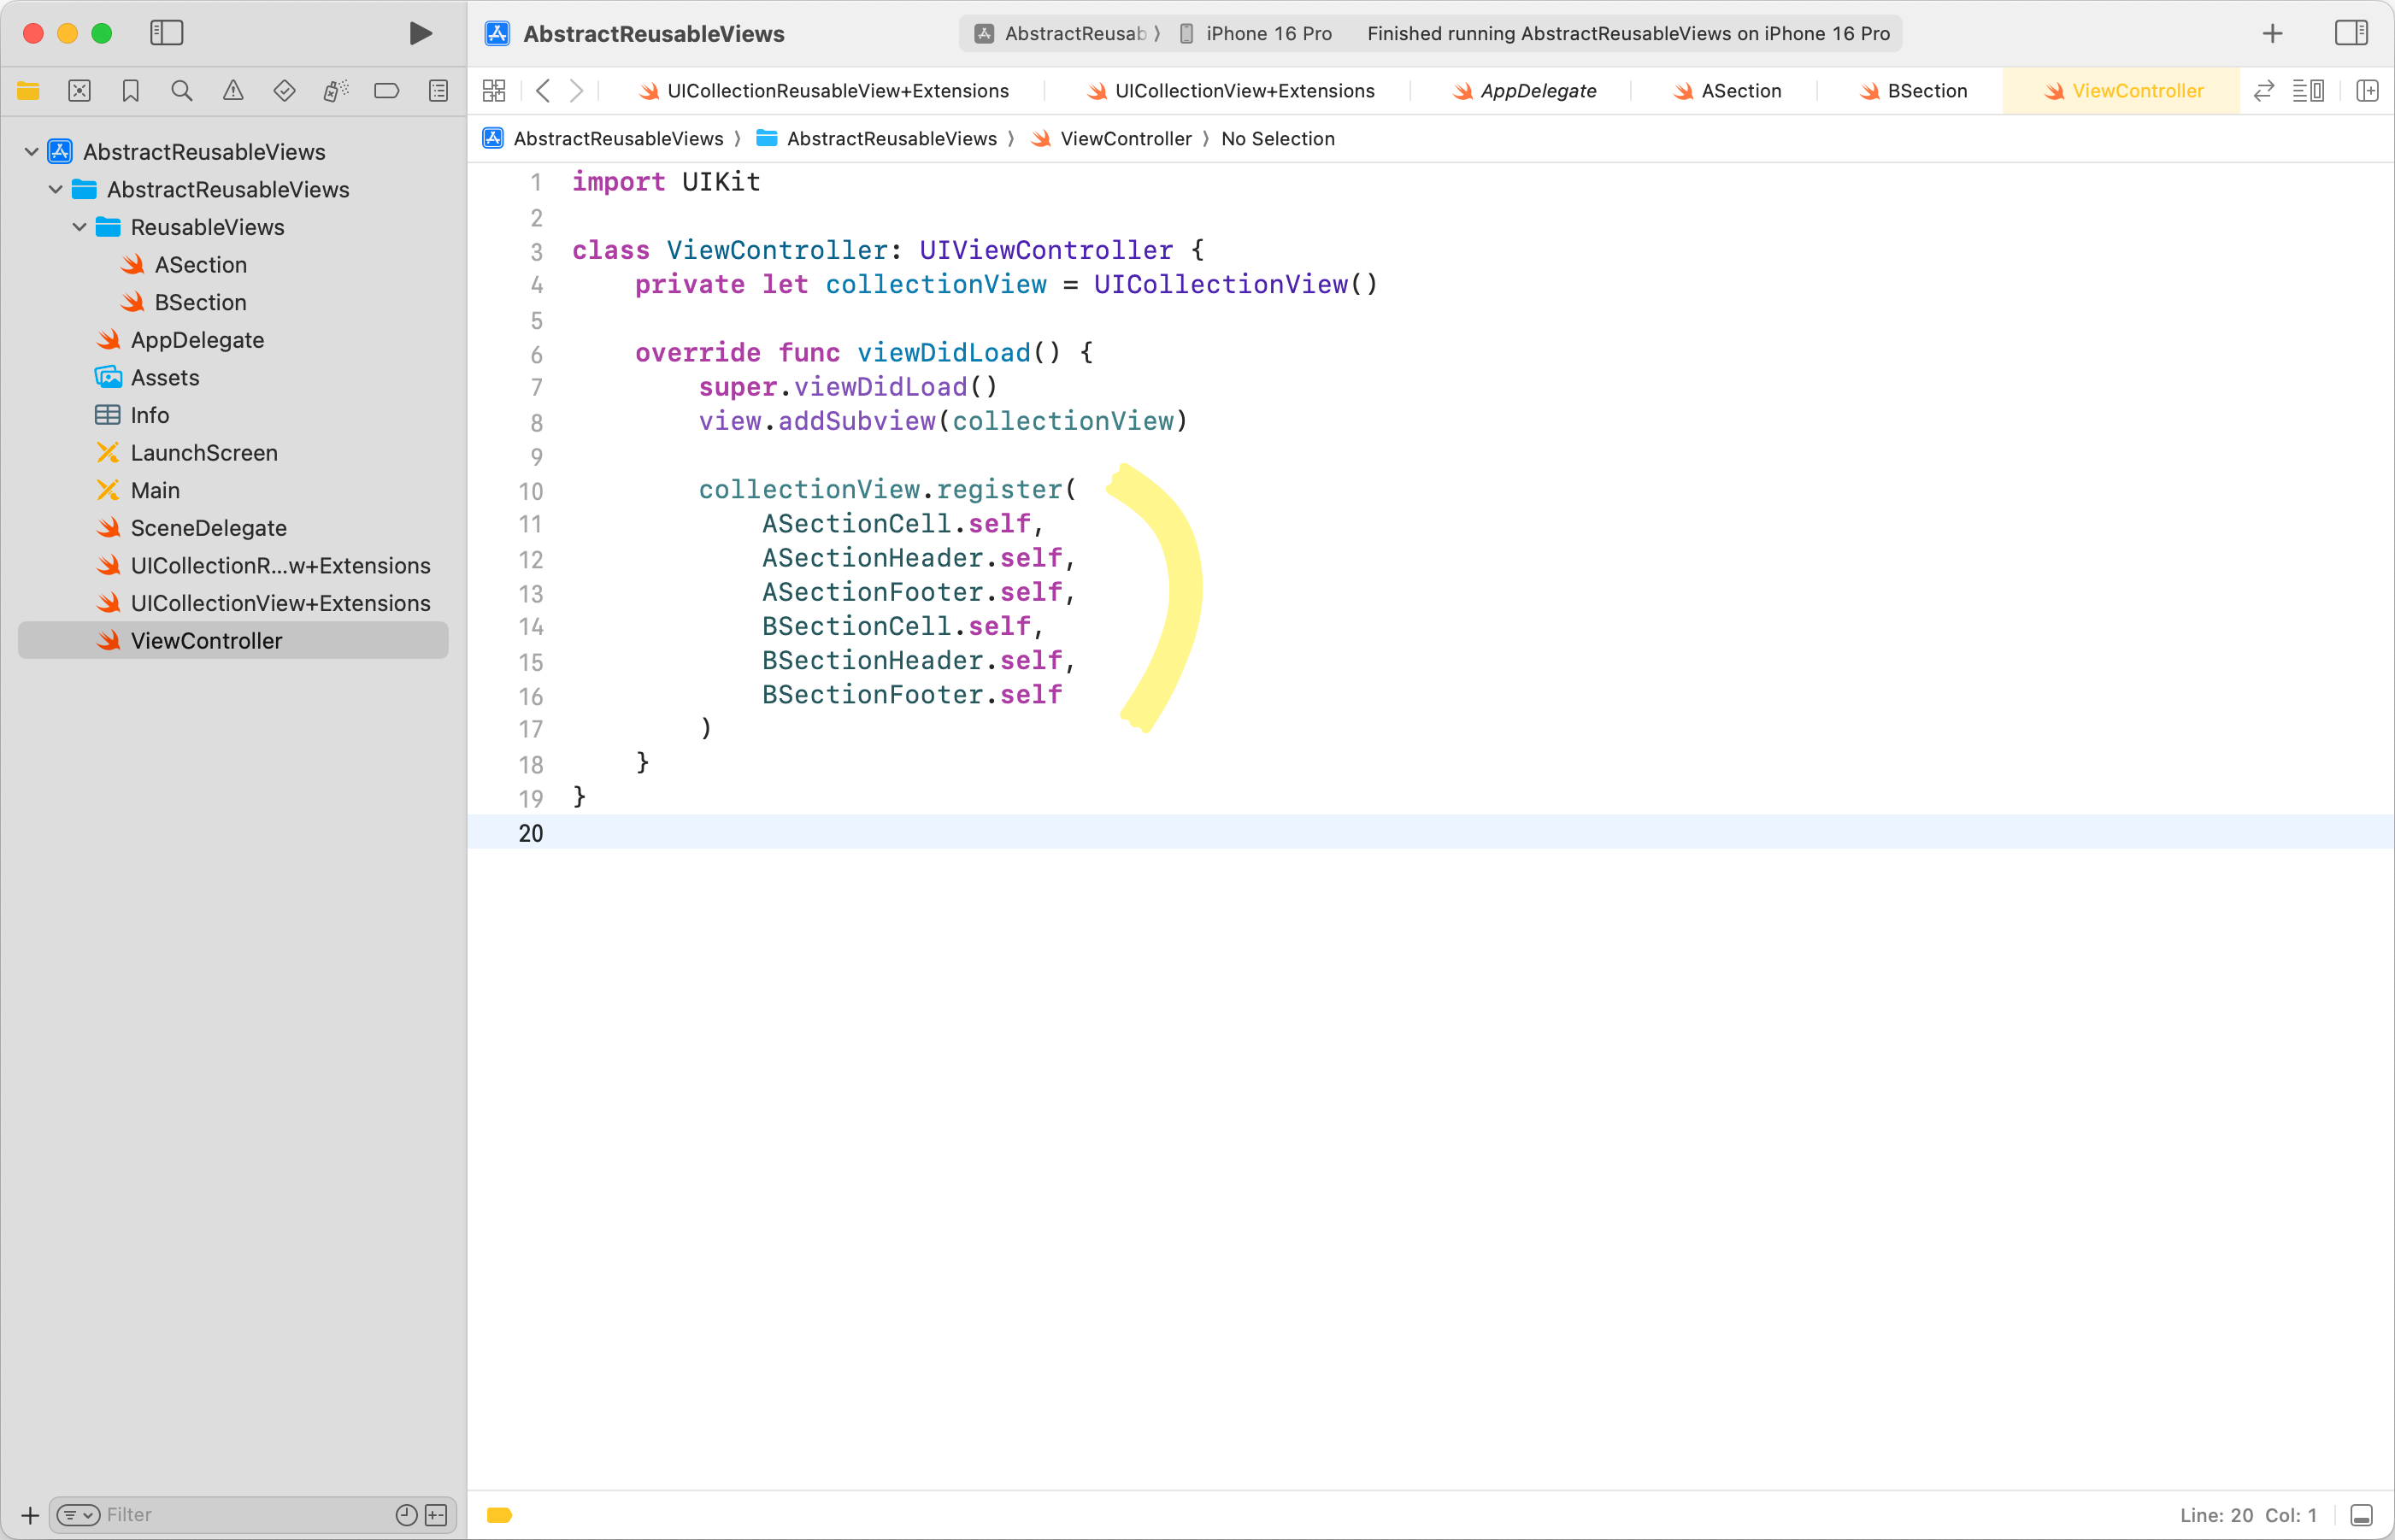 AbstractReusableViews
AbstractReusab
iPhone 16 Pro
Finished running AbstractReusableViews on iPhone 16 Pro
UICollectionReusableView+Extensions
UICollectionView+Extensions
AppDelegate
ASection
BSection
ViewController
AbstractReusableViews 〉 AbstractReusableViews 〉 ViewController 〉 No Selection
AbstractReusableViews
AbstractReusableViews
ReusableViews
ASection
BSection
AppDelegate
Assets
Info
LaunchScreen
Main
SceneDelegate
UICollectionR...w+Extensions
UICollectionView+Extensions
ViewController
Filter
1 import UIKit
2
3 class ViewController: UIViewController {
4     private let collectionView = UICollectionView()
5
6     override func viewDidLoad() {
7         super.viewDidLoad()
8         view.addSubview(collectionView)
9
10         collectionView.register(
11             ASectionCell.self,
12             ASectionHeader.self,
13             ASectionFooter.self,
14             BSectionCell.self,
15             BSectionHeader.self,
16             BSectionFooter.self
17         )
18     }
19 }
20
Line: 20 Col: 1